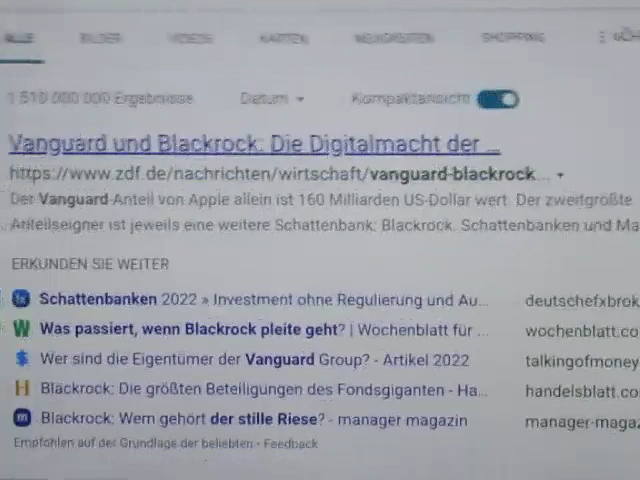 ALLE BILDER VIDEOS KARTEN NEUIGKEITEN SHOPPING
1 510 000 000 Ergebnisse Datum Kompaktansicht
Vanguard und Blackrock: Die Digitalmacht der ...
https://www.zdf.de/nachrichten/wirtschaft/vanguard-blackrock...
Der Vanguard-Anteil von Apple allein ist 160 Milliarden US-Dollar wert. Der zweitgrößte
Anteilseigner ist jeweils eine weitere Schattenbank: Blackrock. Schattenbanken und Ma
ERKUNDEN SIE WEITER
Schattenbanken 2022 » Investment ohne Regulierung und Au... deutschefxbrok
Was passiert, wenn Blackrock pleite geht? | Wochenblatt für ... wochenblatt.co
Wer sind die Eigentümer der Vanguard Group? - Artikel 2022 talkingofmoney
Blackrock: Die größten Beteiligungen des Fondsgiganten - Ha... handelsblatt.co
Blackrock: Wem gehört der stille Riese? - manager magazin manager-magaz
Empfohlen auf der Grundlage der beliebten • Feedback